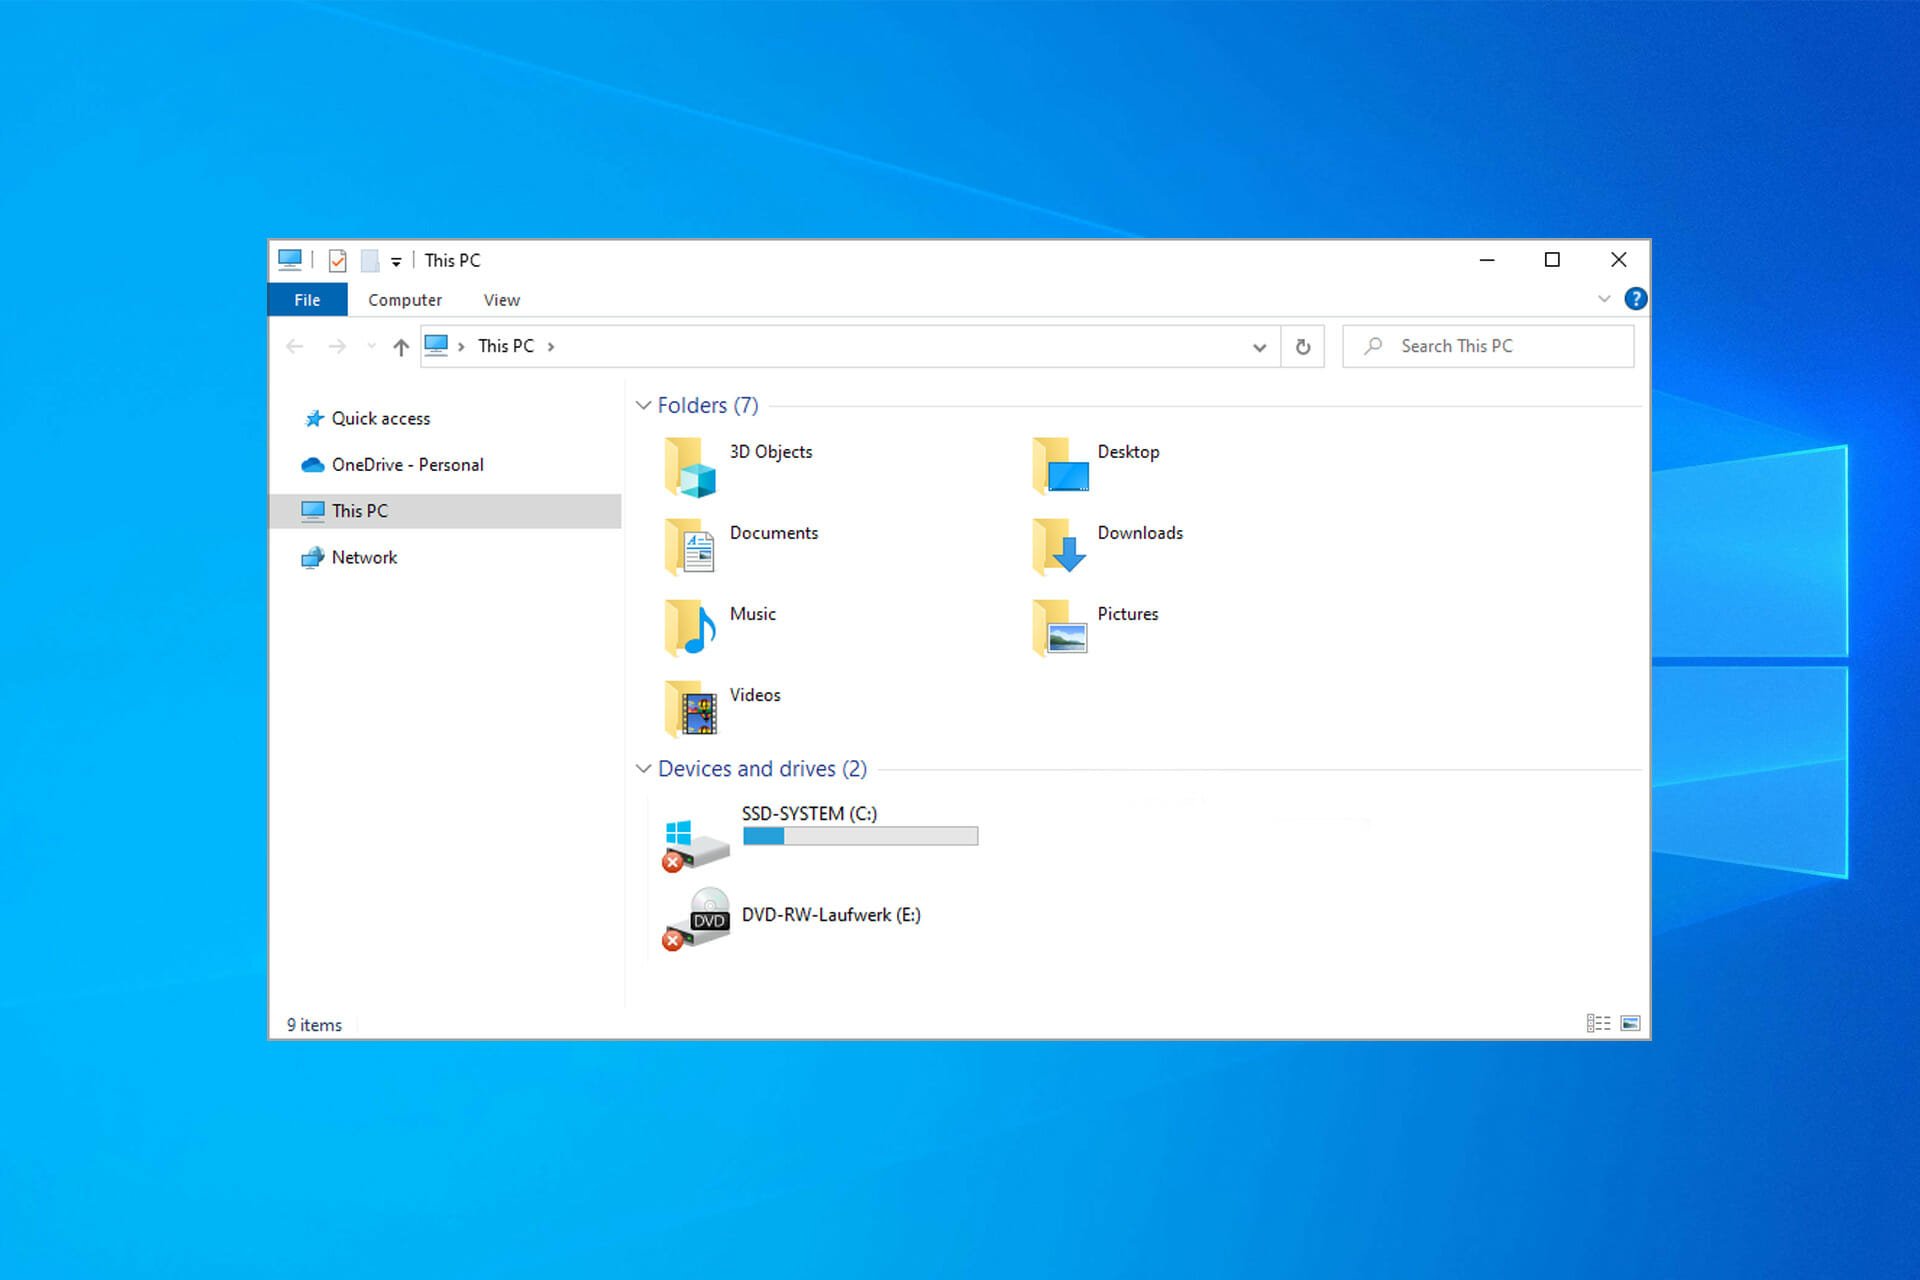 This PC
File Computer View
This PC
Search This PC
Quick access
OneDrive - Personal
This PC
Network
Folders (7)
3D Objects
Desktop
Documents
Downloads
Music
Pictures
Videos
Devices and drives (2)
SSD-SYSTEM (C:)
DVD
DVD-RW-Laufwerk (E:)
9 items